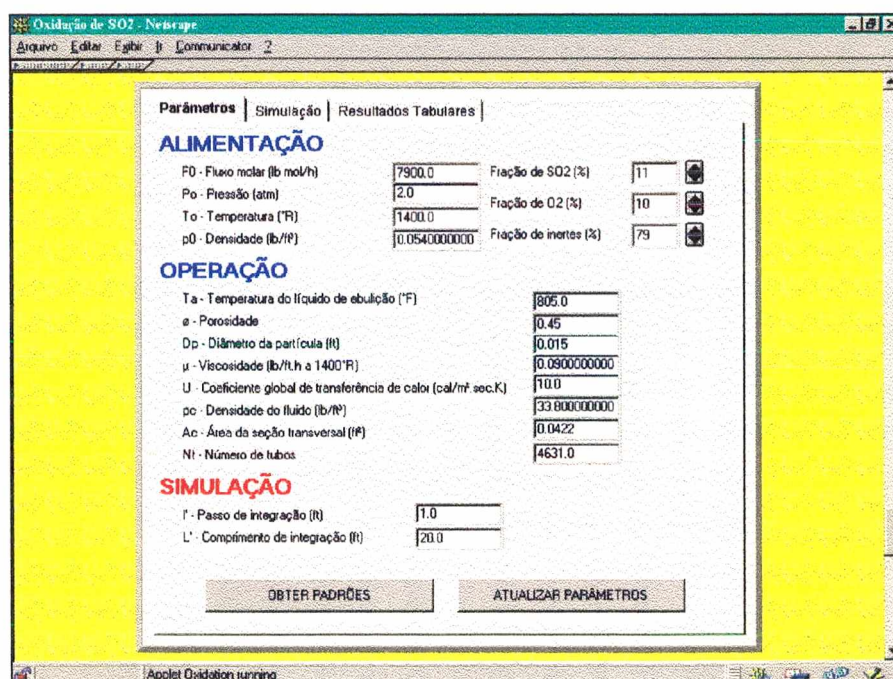 Oxidação de SO2 - Netscape
Arquivo Editar Exibir Ir Communicator ?
Parâmetros Simulação Resultados Tabulares
ALIMENTAÇÃO
F0 - Fluxo molar (lb mol/h) 7900.0 Fração de SO2 (%) 11
Po - Pressão (atm) 2.0
Fração de O2 (%) 10
To - Temperatura (°R) 1400.0
p0 - Densidade (lb/ft³) 0.0540000000 Fração de inertes (%) 79
OPERAÇÃO
Ta - Temperatura do líquido de ebulição (°F) 805.0
ø - Porosidade 0.45
Dp - Diâmetro da partícula (ft) 0.015
µ - Viscosidade (lb/ft.h a 1400°R) 0.0900000000
U - Coeficiente global de transferência de calor (cal/m².sec.K) 10.0
pc - Densidade do fluido (lb/ft³) 33.800000000
Ac - Área da seção transversal (ft²) 0.0422
Nt - Número de tubos 4631.0
SIMULAÇÃO
l' - Passo de integração (ft) 1.0
L' - Comprimento de integração (ft) 20.0
OBTER PADRÕES ATUALIZAR PARÂMETROS
Applet Oxidation running